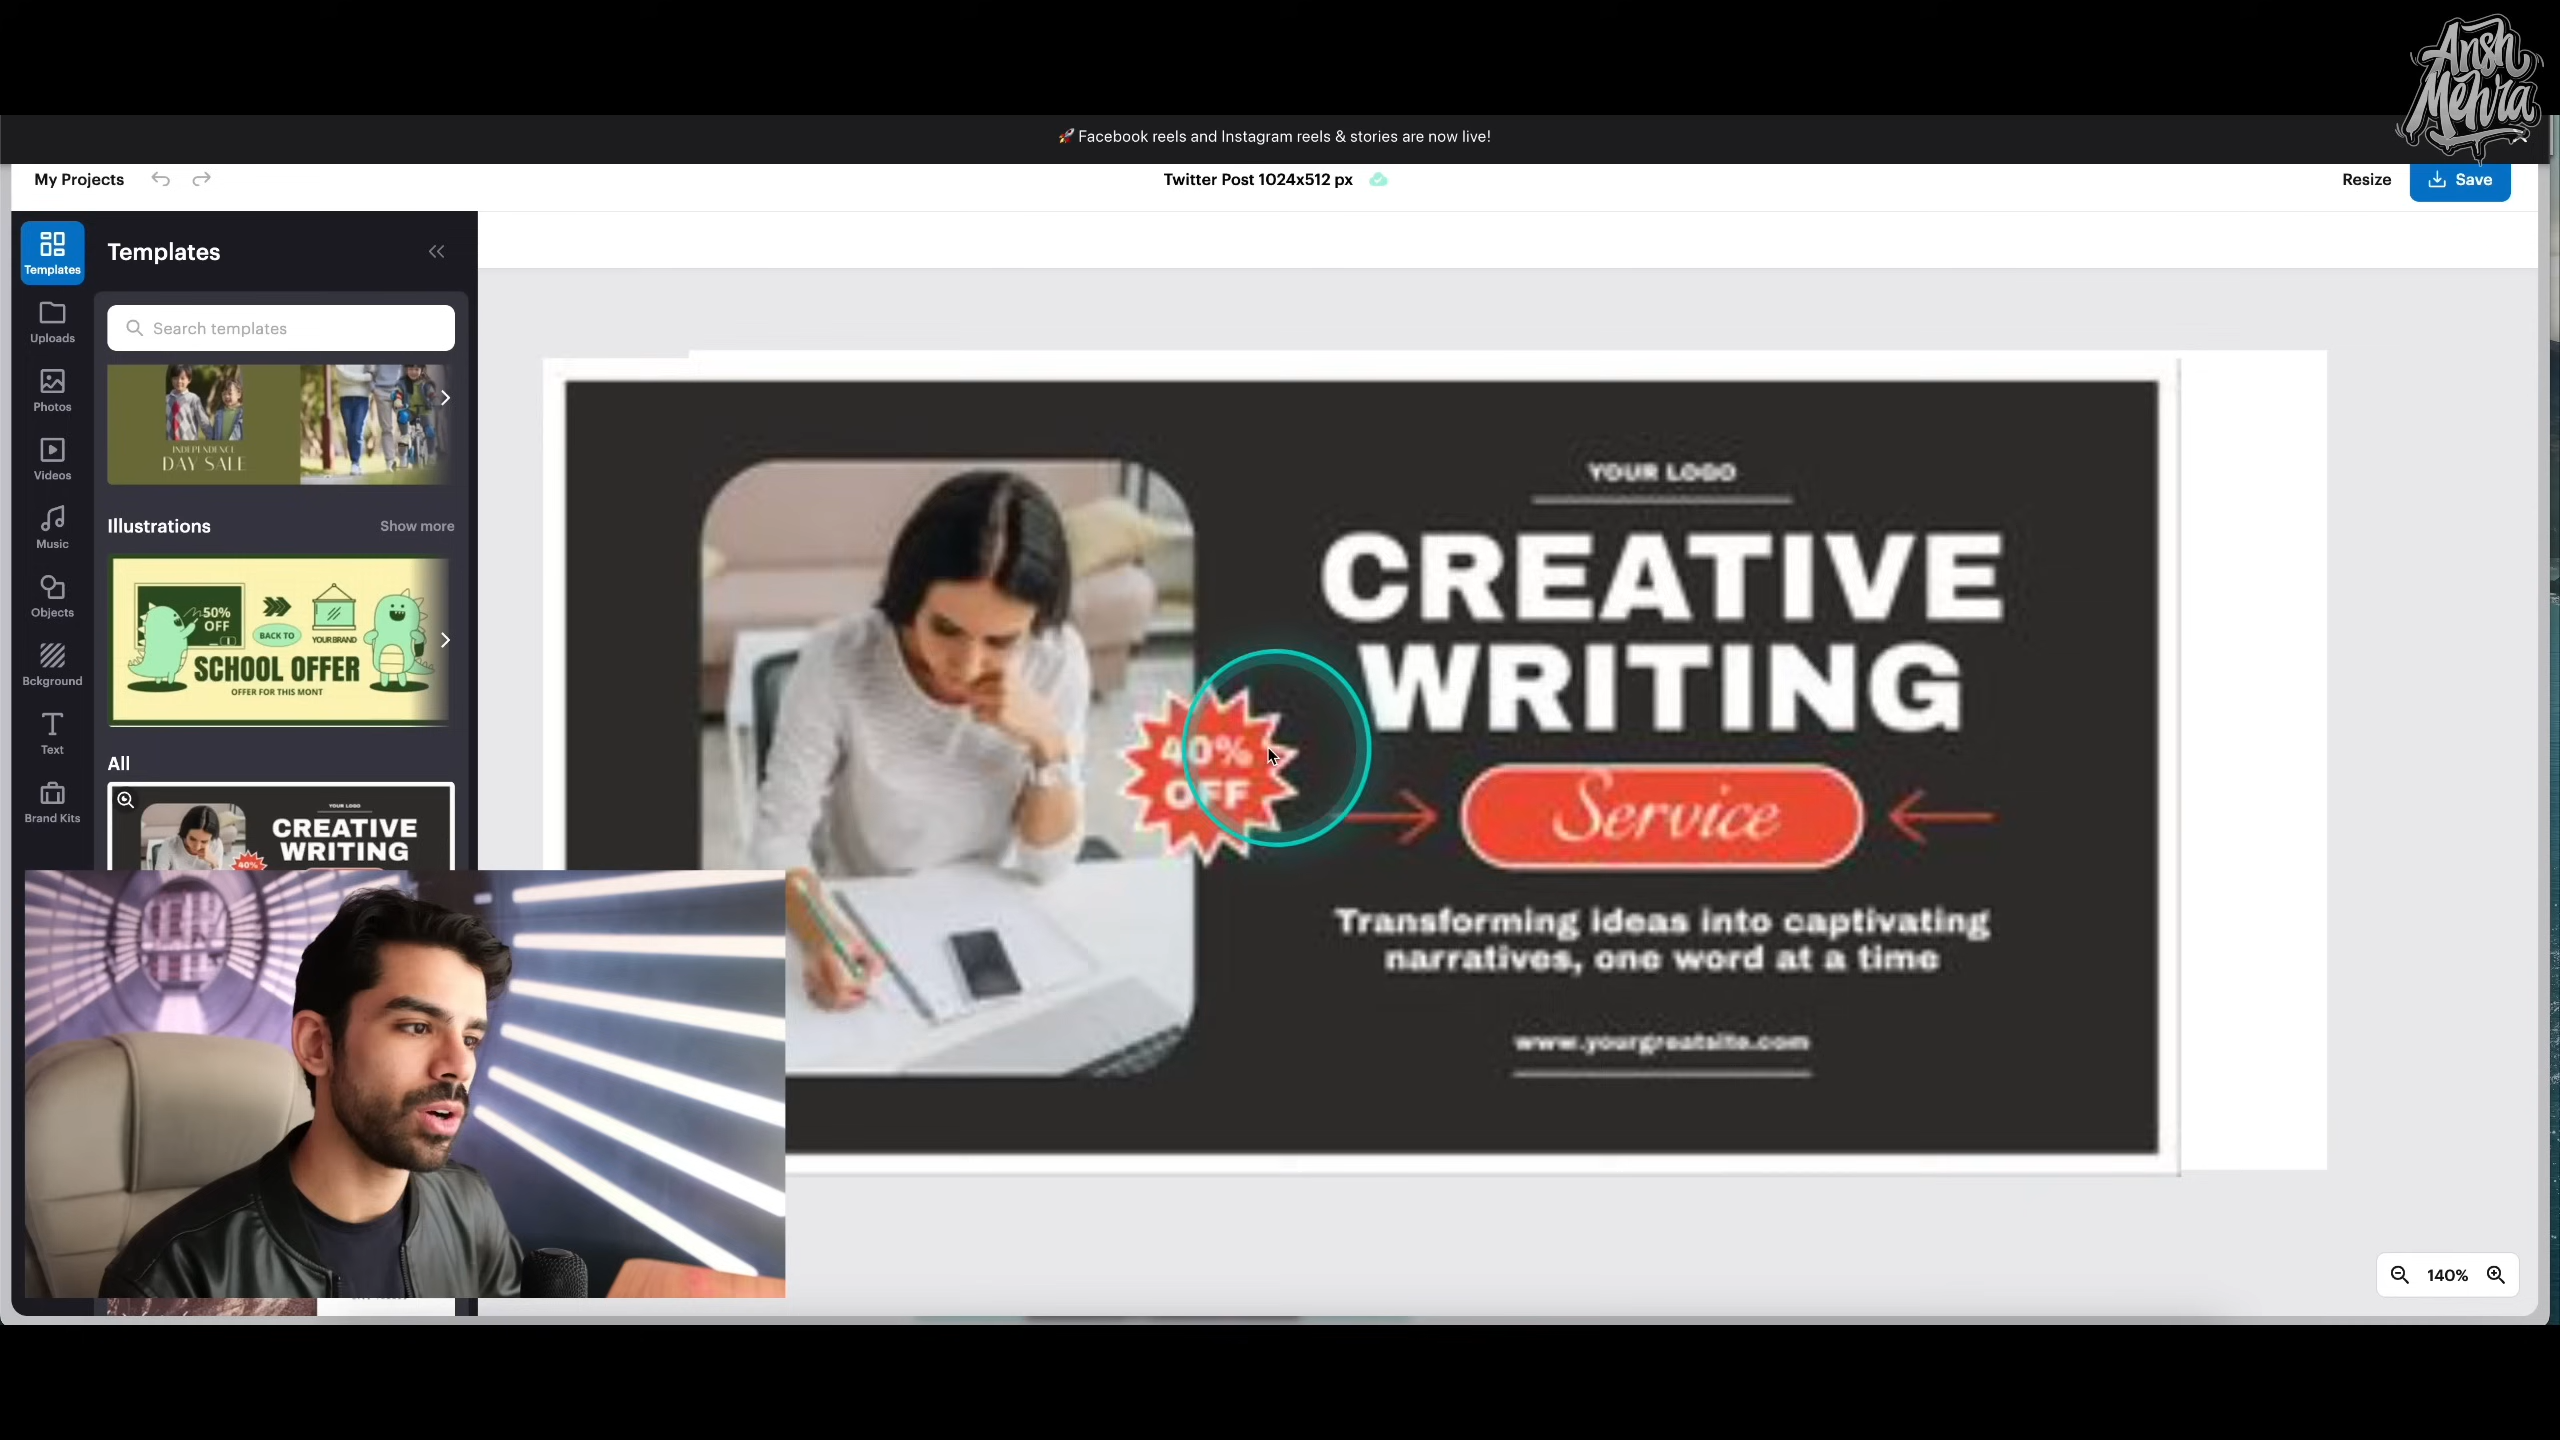 Ansh
Mehra
🚀 Facebook reels and Instagram reels & stories are now live!
My Projects
Twitter Post 1024x512 px
Resize
Save
Templates
Uploads
Photos
Videos
Music
Objects
Bckground
Text
Brand Kits
Templates
Search templates
INDEPENDENCE
DAY SALE
Illustrations
Show more
50%
OFF
BACK TO
YOUR BRAND
SCHOOL OFFER
OFFER FOR THIS MONT
All
YOUR LOGO
CREATIVE
WRITING
40%
YOUR LOGO
CREATIVE
WRITING
40%
OFF
Service
Transforming ideas into captivating
narratives, one word at a time
www.yourgreatsite.com
140%